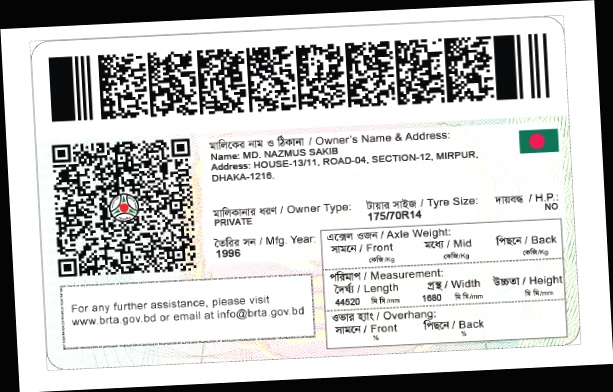 মালিকের নাম ও ঠিকানা / Owner's Name & Address:
Name: MD. NAZMUS SAKIB
Address: HOUSE-13/11, ROAD-04, SECTION-12, MIRPUR,
DHAKA-1216.
মালিকানার ধরণ / Owner Type: টায়ার সাইজ / Tyre Size: দায়বদ্ধ / H.P.:
PRIVATE 175/70R14 NO
তৈরির সন / Mfg. Year: এক্সেল ওজন / Axle Weight:
1996 সামনে / Front মধ্যে / Mid পিছনে / Back
কেজি/Kg কেজি/Kg কেজি/Kg
পরিমাপ / Measurement:
দৈর্ঘ্য / Length প্রস্থ / Width উচ্চতা / Height
44520 মি মি/mm 1680 মি মি/mm মি মি/mm
ওভার হ্যাং / Overhang:
সামনে / Front পিছনে / Back
% %
For any further assistance, please visit
www.brta.gov.bd or email at info@brta.gov.bd